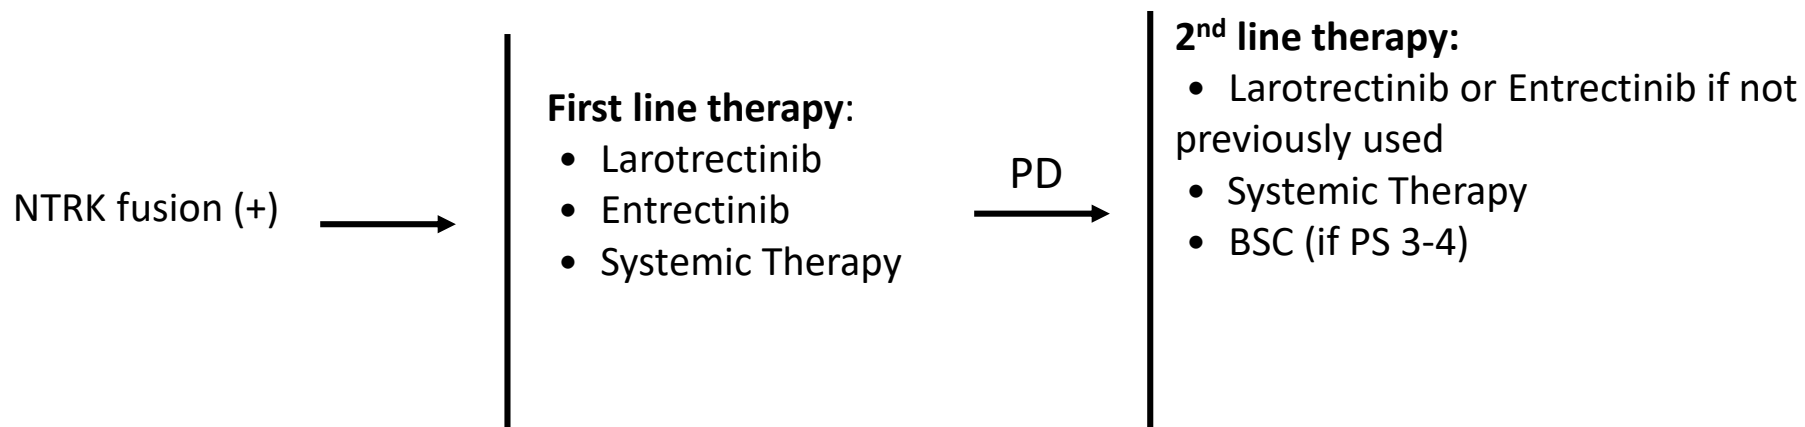 NTRK fusion (+)
First line therapy:
• Larotrectinib
• Entrectinib
• Systemic Therapy
PD
2nd line therapy:
• Larotrectinib or Entrectinib if not
previously used
• Systemic Therapy
• BSC (if PS 3-4)